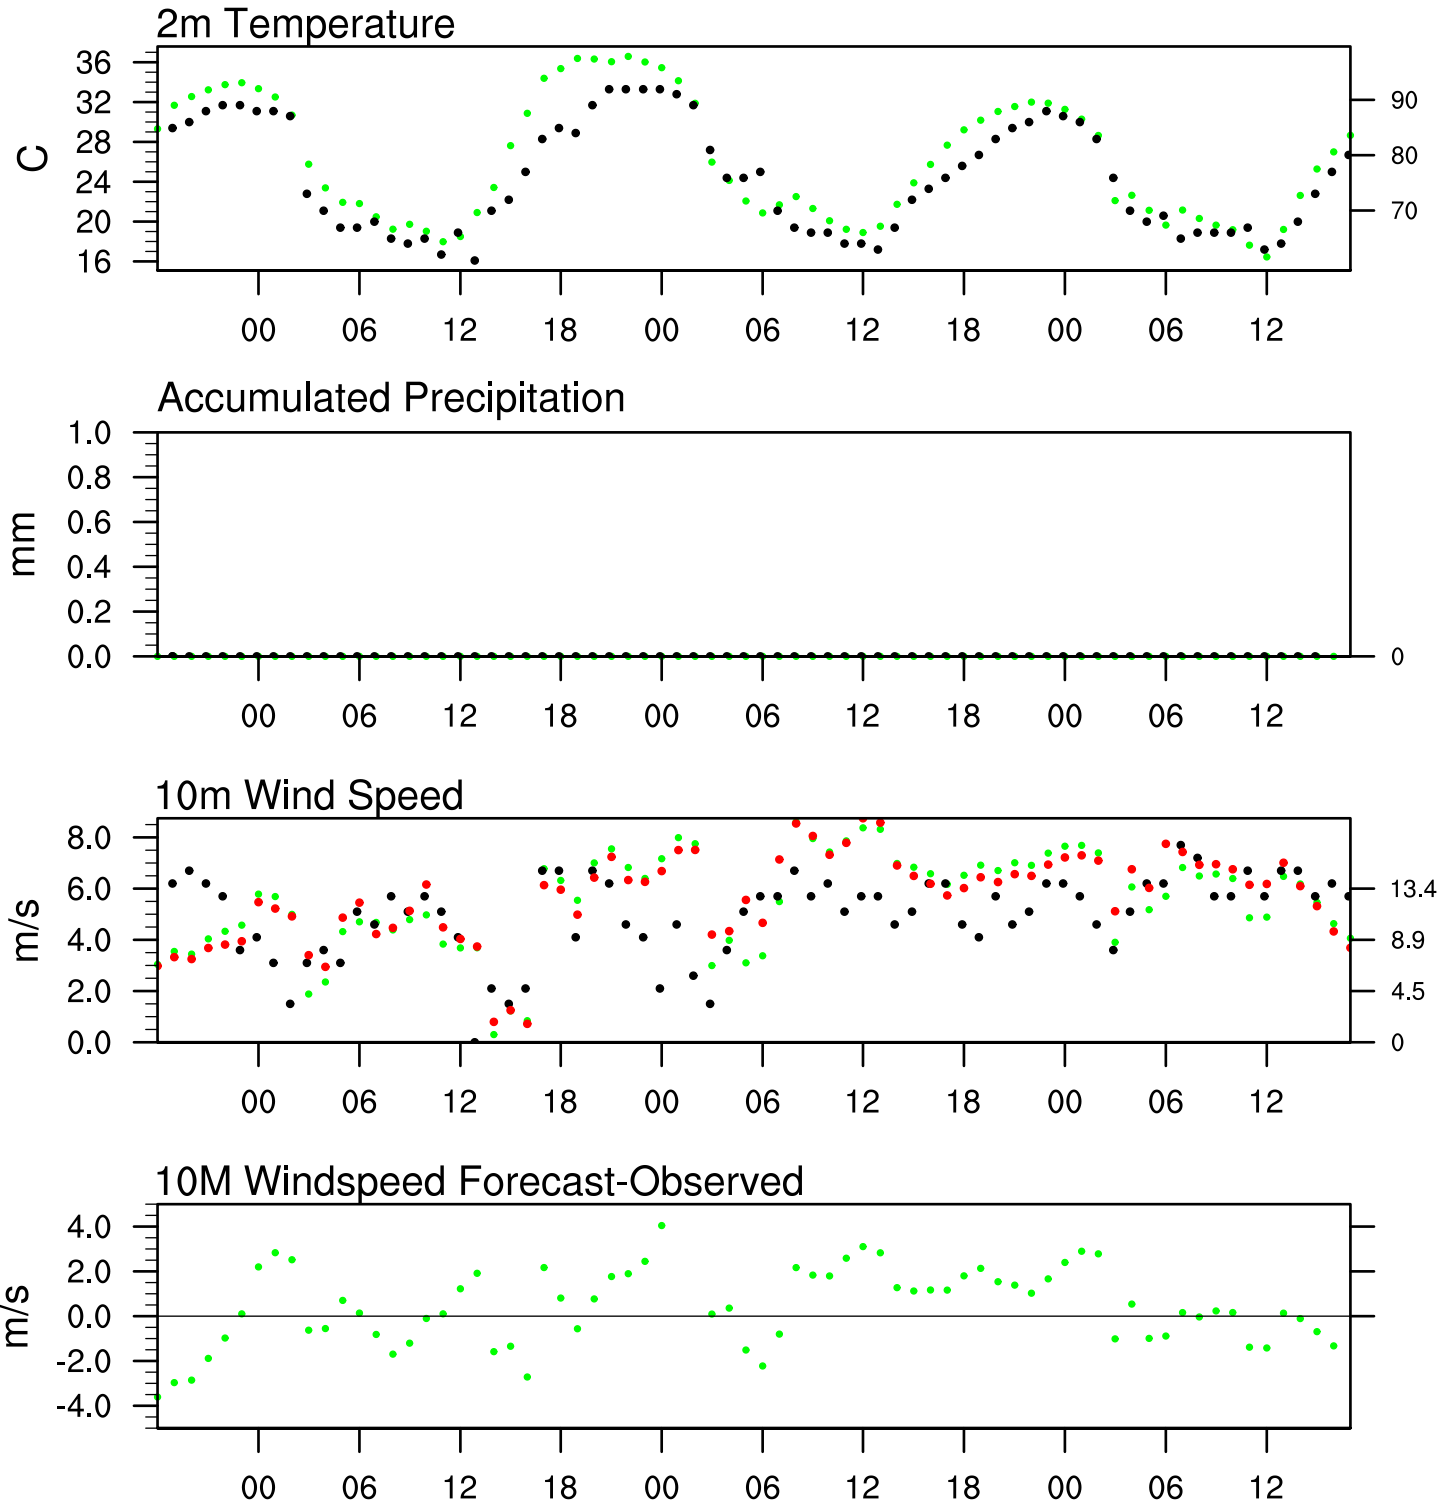 2m Temperature
36
32
28
24
20
16
C
90
80
70
00 06 12 18 00 06 12 18 00 06 12
Accumulated Precipitation
1.0
0.8
0.6
0.4
0.2
0.0
mm
0
00 06 12 18 00 06 12 18 00 06 12
10m Wind Speed
8.0
6.0
4.0
2.0
0.0
m/s
13.4
8.9
4.5
0
00 06 12 18 00 06 12 18 00 06 12
10M Windspeed Forecast-Observed
4.0
2.0
0.0
-2.0
-4.0
m/s
00 06 12 18 00 06 12 18 00 06 12